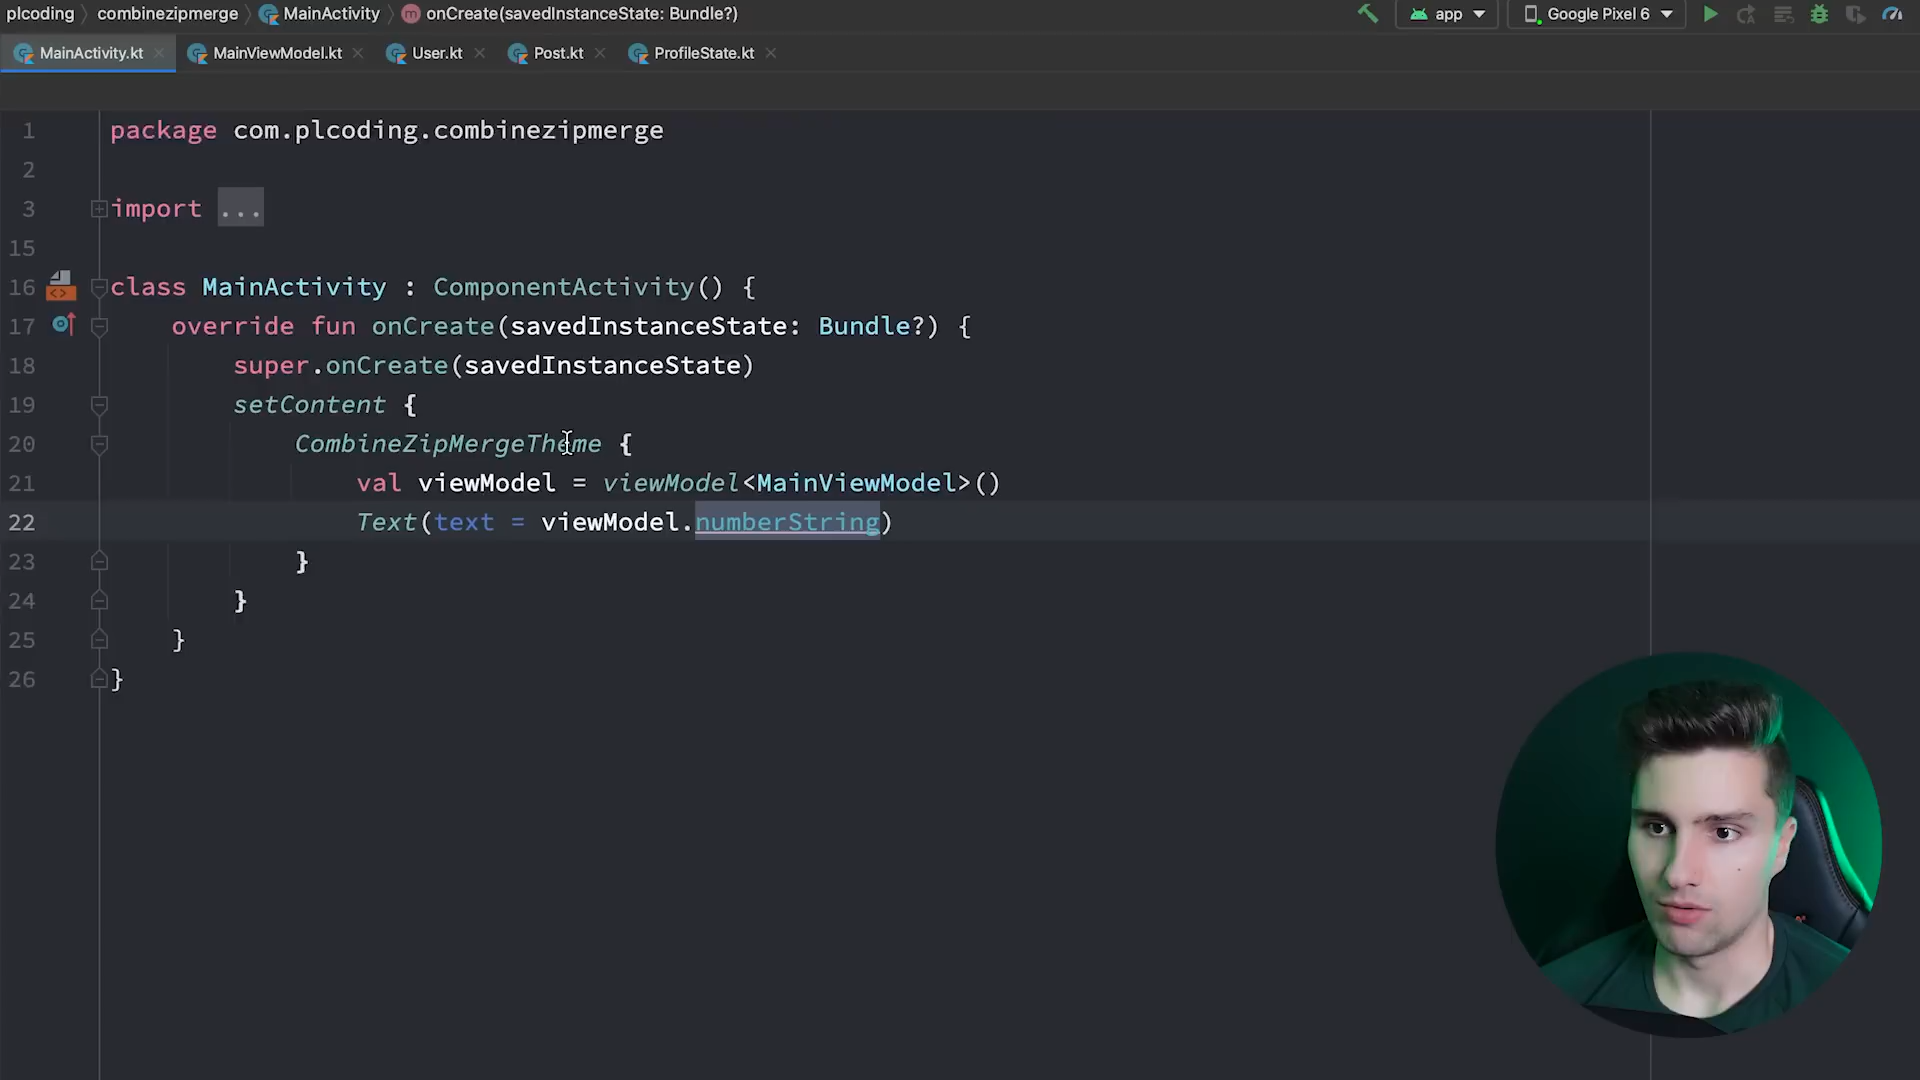 plcoding combinezipmerge MainActivity onCreate(savedInstanceState: Bundle?) app Google Pixel 6
MainActivity.kt MainViewModel.kt User.kt Post.kt ProfileState.kt
1 package com.plcoding.combinezipmerge
2
3 import ...
15
16 class MainActivity : ComponentActivity() {
17 override fun onCreate(savedInstanceState: Bundle?) {
18 super.onCreate(savedInstanceState)
19 setContent {
20 CombineZipMergeTheme {
21 val viewModel = viewModel<MainViewModel>()
22 Text(text = viewModel.numberString)
23 }
24 }
25 }
26 }